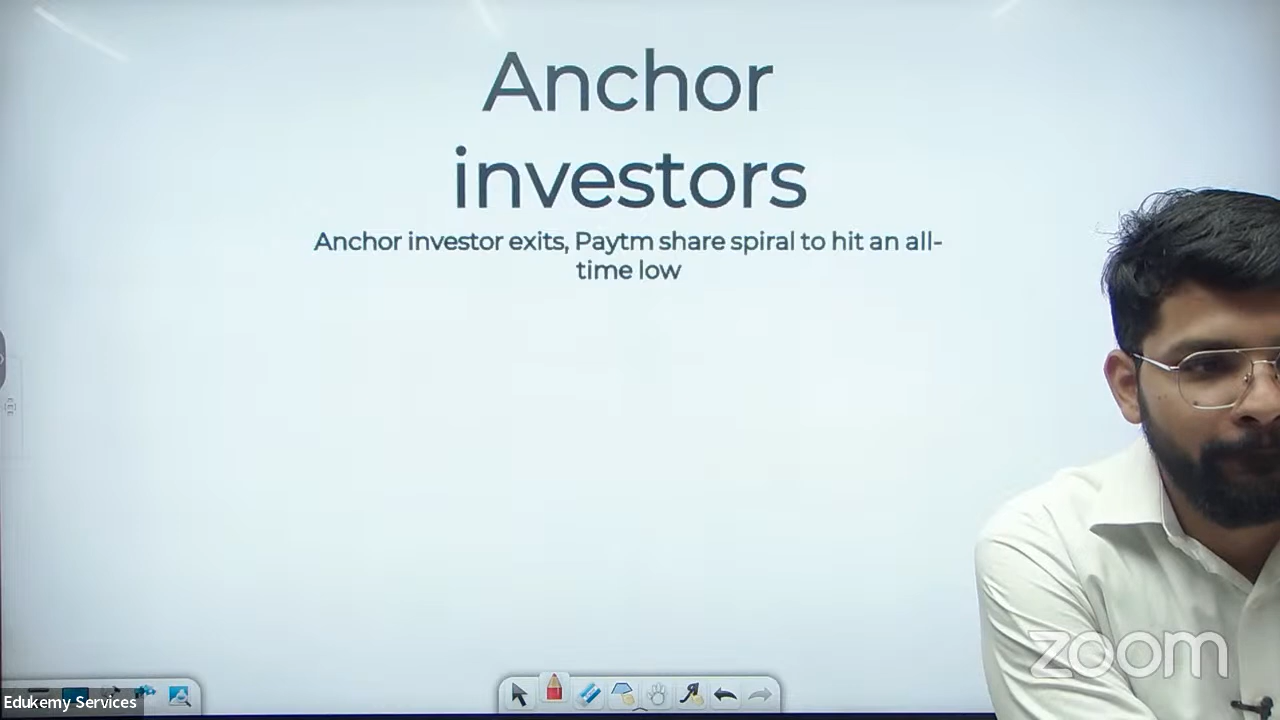 Anchor
investors
Anchor investor exits, Paytm share spiral to hit an all-
time low
zoom
Edukemy Services